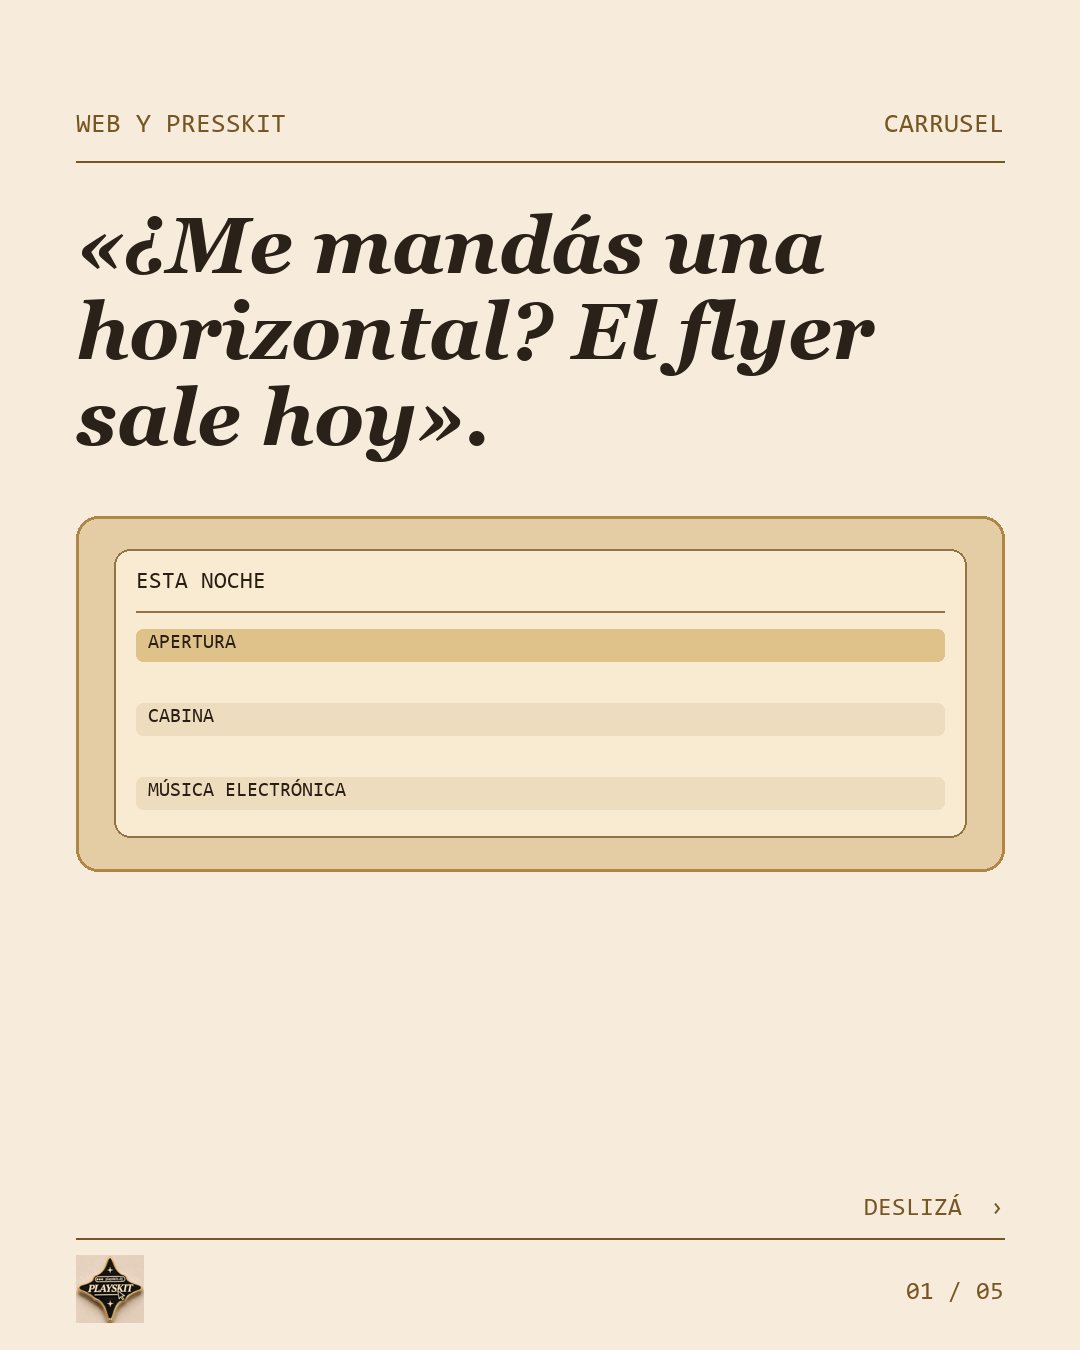 WEB Y PRESSKIT
CARRUSEL
«¿Me mandás una
horizontal? El flyer
sale hoy».
ESTA NOCHE
APERTURA
CABINA
MÚSICA ELECTRÓNICA
DESLIZÁ ›
PLAYSKIT
01 / 05